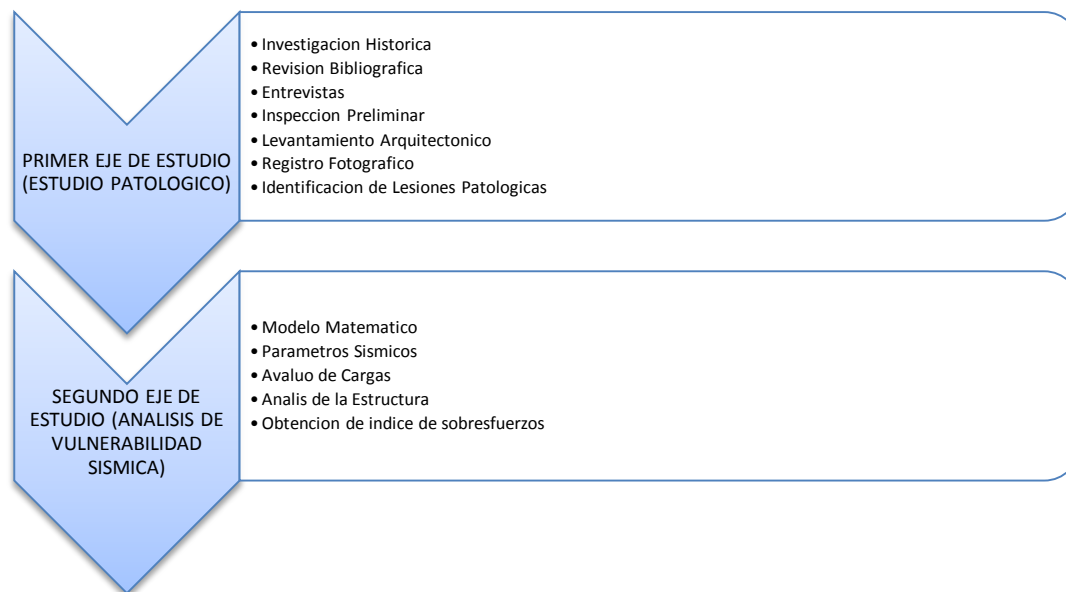 PRIMER EJE DE ESTUDIO
(ESTUDIO PATOLOGICO)
• Investigacion Historica
• Revision Bibliografica
• Entrevistas
• Inspeccion Preliminar
• Levantamiento Arquitectonico
• Registro Fotografico
• Identificacion de Lesiones Patologicas
SEGUNDO EJE DE
ESTUDIO (ANALISIS DE
VULNERABILIDAD
SISMICA)
• Modelo Matematico
• Parametros Sismicos
• Avaluo de Cargas
• Analis de la Estructura
• Obtencion de indice de sobresfuerzos